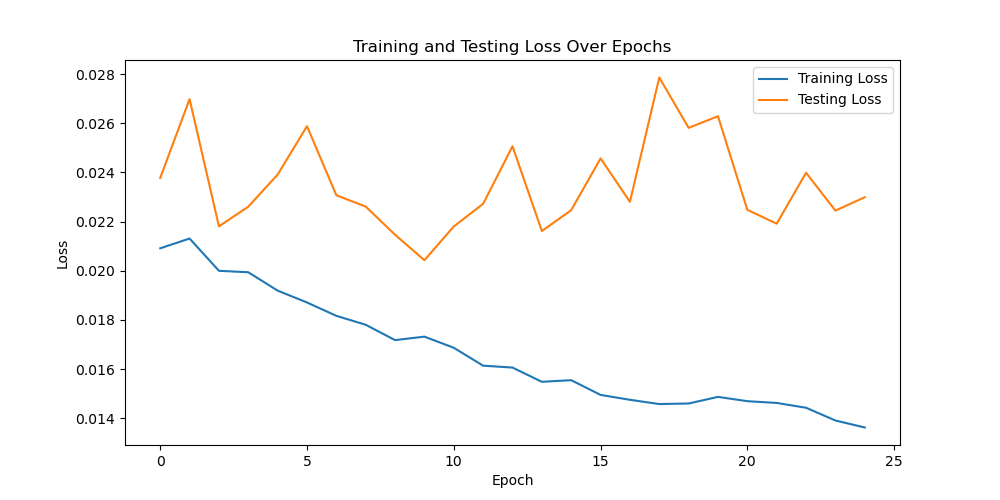 Training and Testing Loss Over Epochs
Training Loss
Testing Loss
0.028
0.026
0.024
0.022
0.020
0.018
0.016
0.014
Loss
0
5
10
15
20
25
Epoch